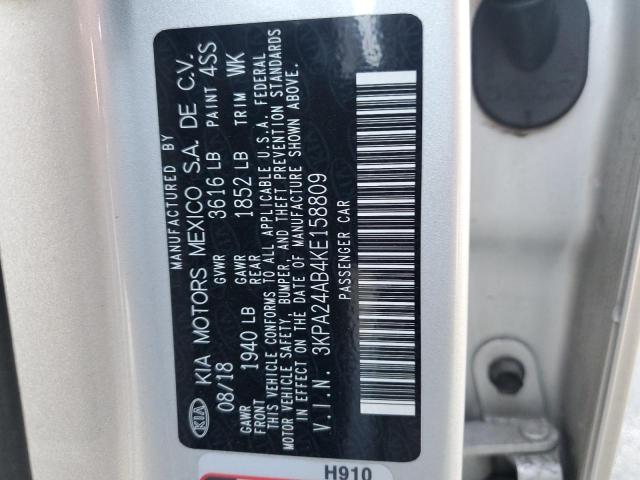 MANUFACTURED BY
KIA KIA MOTORS MEXICO S.A. DE C.V.
08/18 GVWR 3616 LB PAINT 4SS
GAWR FRONT 1940 LB GAWR REAR 1852 LB TRIM WK
THIS VEHICLE CONFORMS TO ALL APPLICABLE U.S.A. FEDERAL
MOTOR VEHICLE SAFETY, BUMPER, AND THEFT PREVENTION STANDARDS
IN EFFECT ON THE DATE OF MANUFACTURE SHOWN ABOVE.
V.I.N. 3KPA24AB4KE158809
PASSENGER CAR
H910